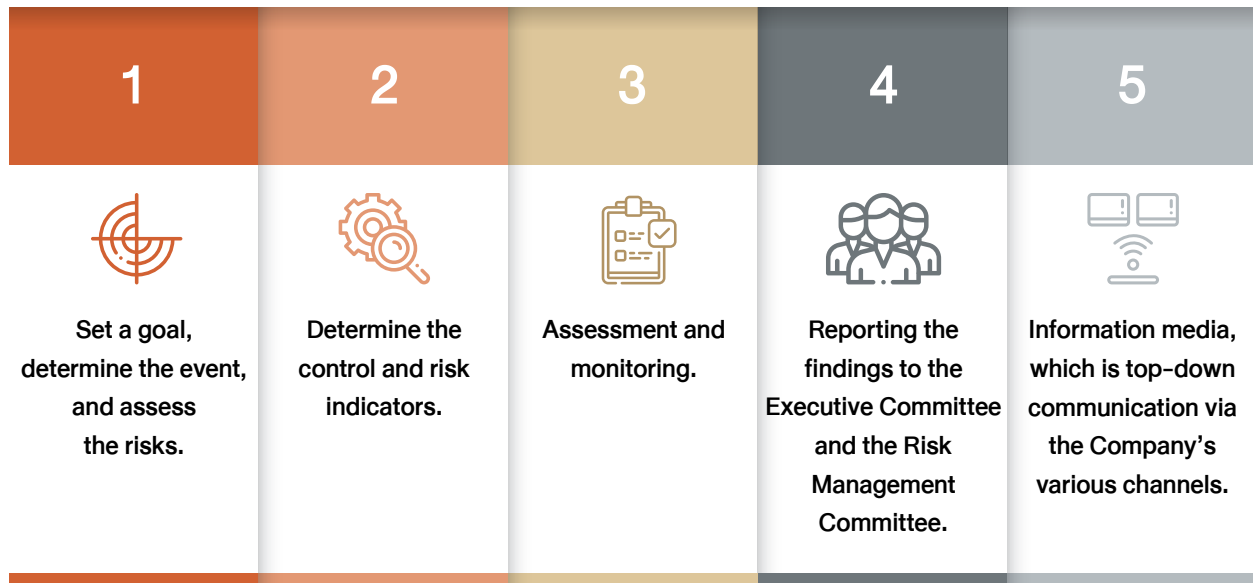 1
Set a goal,
determine the event,
and assess
the risks.
2
Determine the
control and risk
indicators.
3
Assessment and
monitoring.
4
Reporting the
findings to the
Executive Committee
and the Risk
Management
Committee.
5
Information media,
which is top-down
communication via
the Company's
various channels.